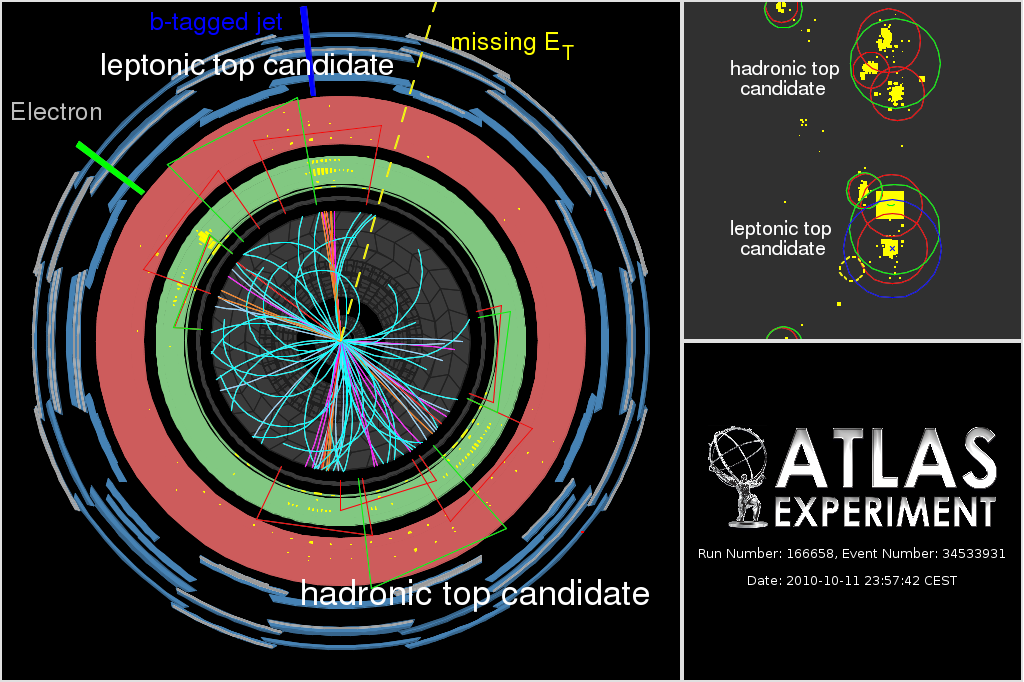 b-tagged jet
missing E_T
leptonic top candidate
Electron
hadronic top candidate
hadronic top
candidate
leptonic top
candidate
ATLAS
EXPERIMENT
Run Number: 166658, Event Number: 34533931
Date: 2010-10-11 23:57:42 CEST